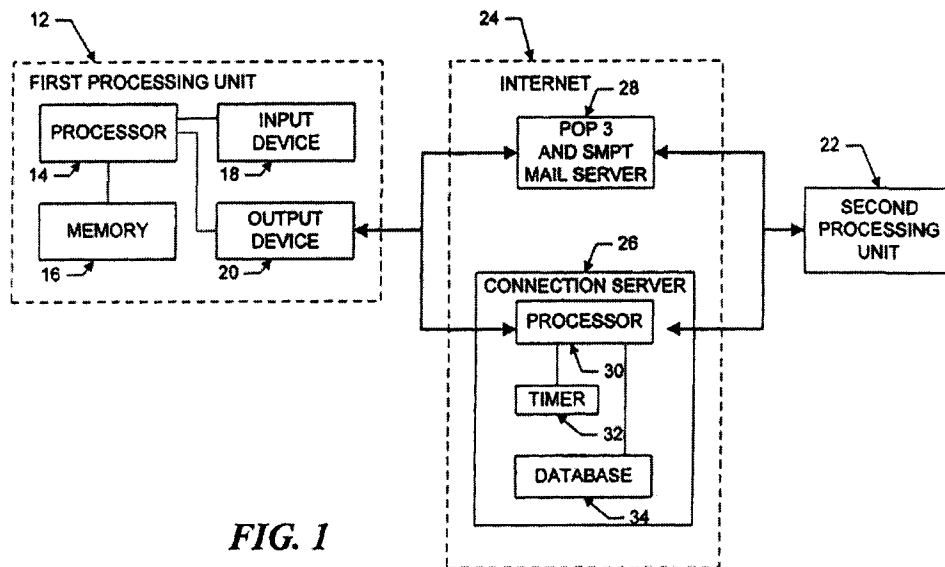 12
24
FIRST PROCESSING UNIT
PROCESSOR
14
INPUT
DEVICE
18
MEMORY
16
OUTPUT
DEVICE
20
INTERNET
28
POP 3
AND SMPT
MAIL SERVER
22
SECOND
PROCESSING
UNIT
26
CONNECTION SERVER
PROCESSOR
30
TIMER
32
DATABASE
34
FIG. 1